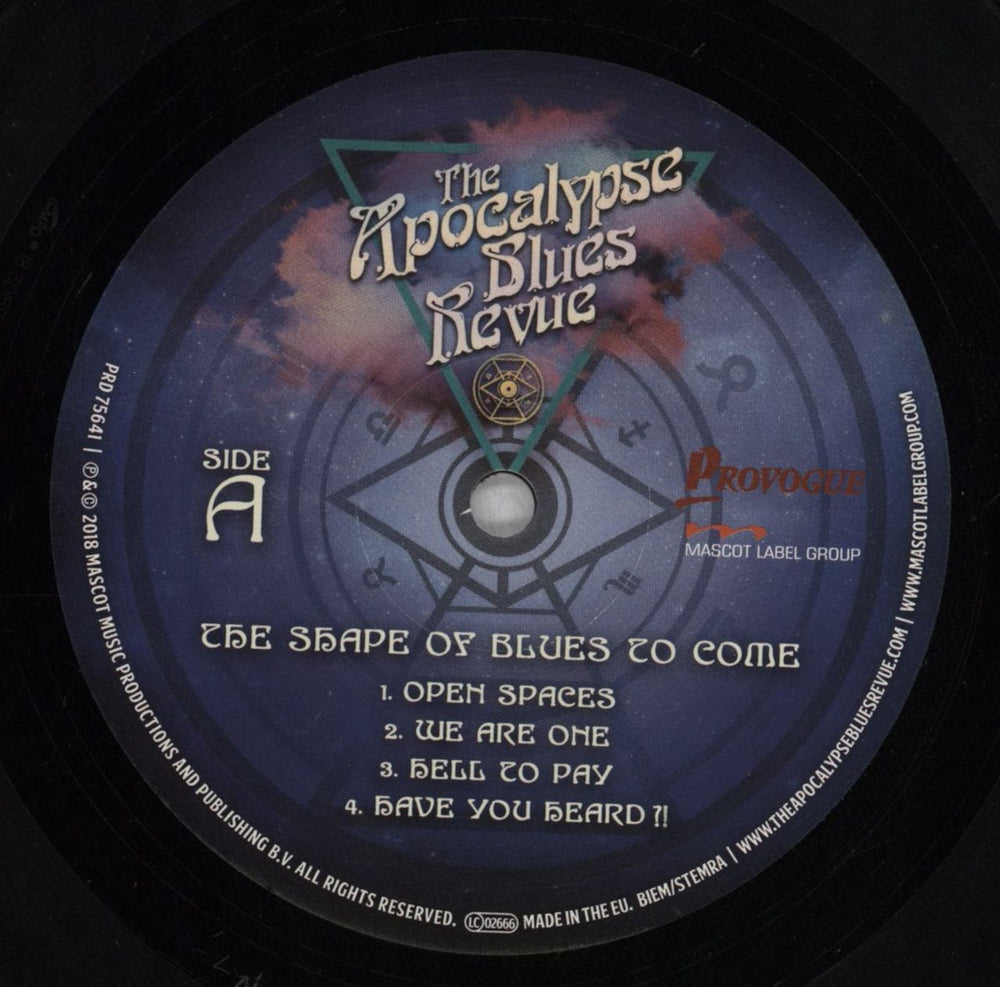 The
Apocalypse
Blues
Revue
SIDE
A
PROVOGUE
MASCOT LABEL GROUP
THE SHAPE OF BLUES TO COME
1. OPEN SPACES
2. WE ARE ONE
3. HELL TO PAY
4. HAVE YOU HEARD ?!
PRD 75641 | ℗ & © 2018 MASCOT MUSIC PRODUCTIONS AND PUBLISHING B.V. ALL RIGHTS RESERVED. LC 02666 MADE IN THE EU. BIEM/STEMRA | WWW.THEAPOCALYPSEBLUESREVUE.COM | WWW.MASCOTLABELGROUP.COM